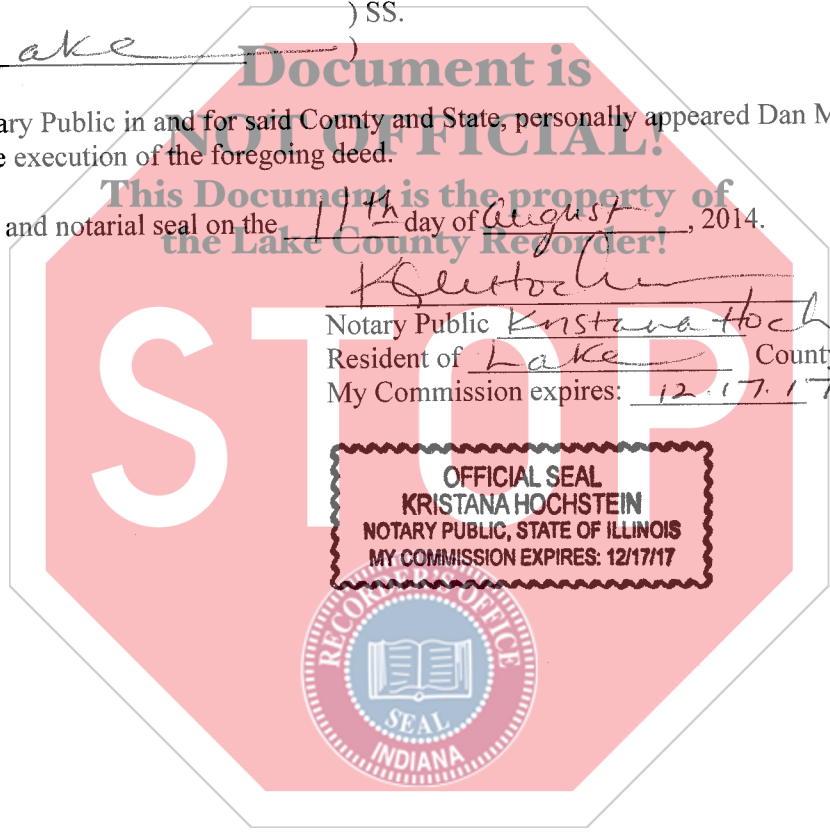 ) SS.
ake )
Document is
ary Public in and for said County and State, personally appeared Dan M
NOT OFFICIAL!
e execution of the foregoing deed.
This Document is the property of
and notarial seal on the 11th day of August, 2014.
the Lake County Recorder!
Notary Public Kristana Hoch
Resident of Lake County
My Commission expires: 12.17.17
STOP
OFFICIAL SEAL
KRISTANA HOCHSTEIN
NOTARY PUBLIC, STATE OF ILLINOIS
MY COMMISSION EXPIRES: 12/17/17
RECORDER'S OFFICE
SEAL
INDIANA